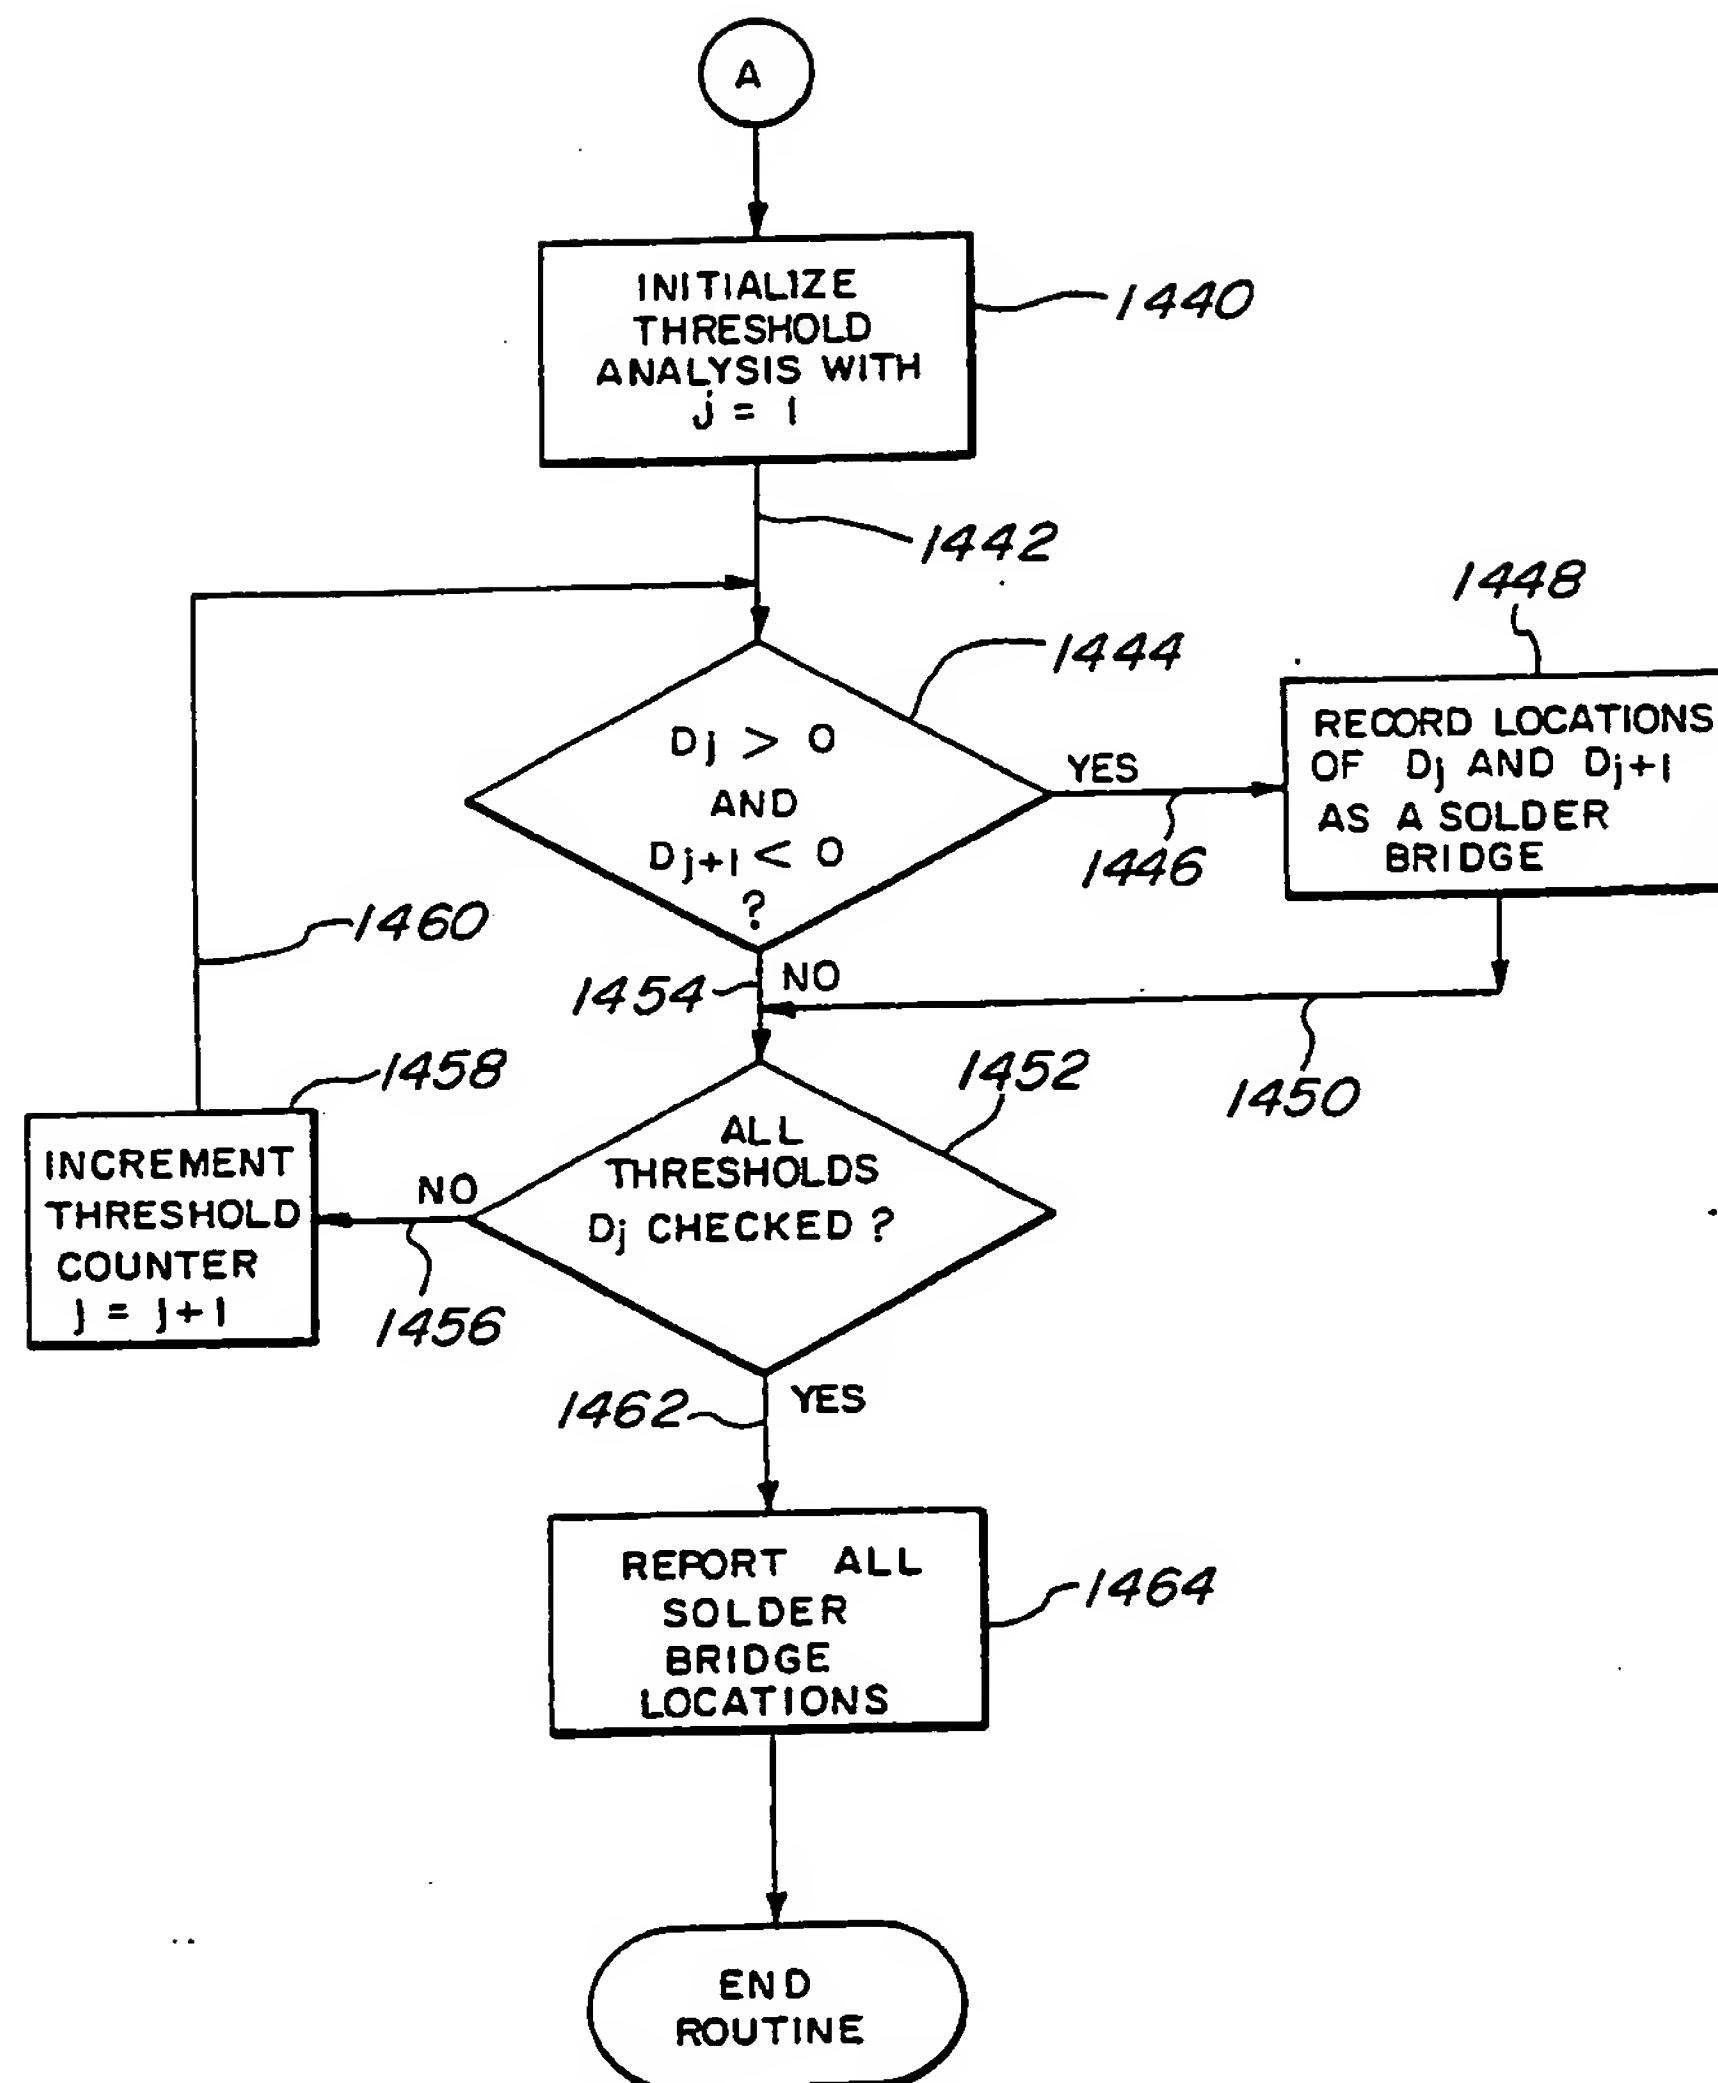 A
INITIALIZE
THRESHOLD
ANALYSIS WITH
j = 1
1440
1442
1448
1444
Dj > 0
AND
Dj+1 < 0
?
YES
1446
RECORD LOCATIONS
OF Dj AND Dj+1
AS A SOLDER
BRIDGE
1460
1454
NO
1450
1458
1452
INCREMENT
THRESHOLD
COUNTER
j = j+1
NO
1456
ALL
THRESHOLDS
Dj CHECKED ?
1462
YES
REPORT ALL
SOLDER
BRIDGE
LOCATIONS
1464
END
ROUTINE